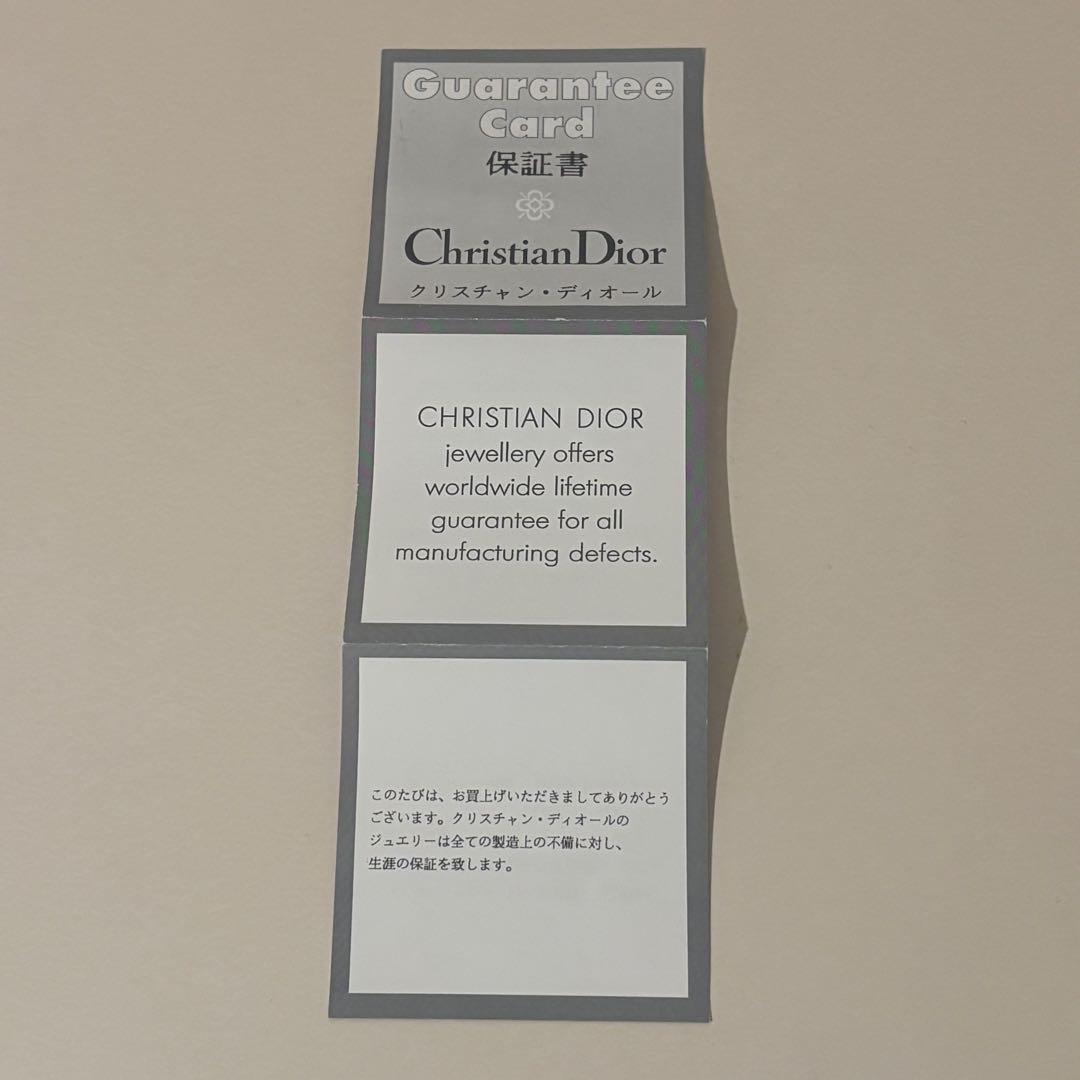 Guarantee
Card
保証書
ChristianDior
クリスチャン・ディオール
CHRISTIAN DIOR
jewellery offers
worldwide lifetime
guarantee for all
manufacturing defects.
このたびは、お買上げいただきましてありがとう
ございます。クリスチャン・ディオールの
ジュエリーは全ての製造上の不備に対し、
生涯の保証を致します。